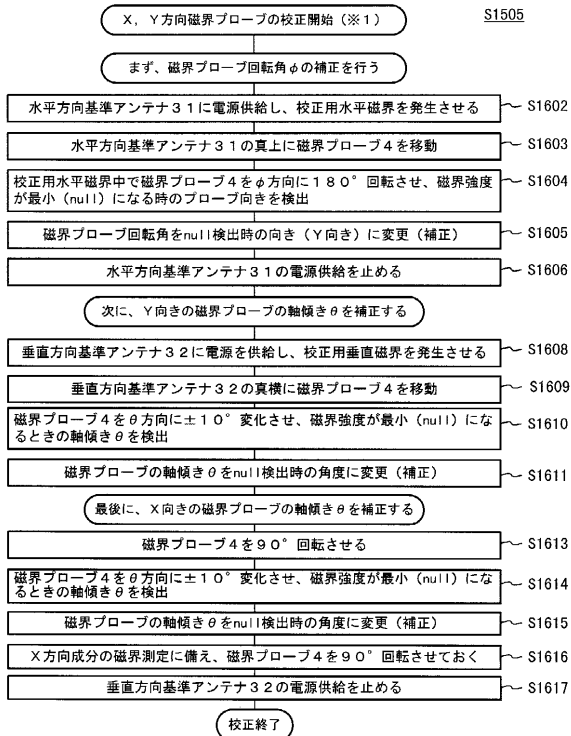 S1505
X,Y方向磁界プローブの校正開始(※1)
まず、磁界プローブ回転角φの補正を行う
水平方向基準アンテナ31に電源供給し、校正用水平磁界を発生させる
S1602
水平方向基準アンテナ31の真上に磁界プローブ4を移動
S1603
校正用水平磁界中で磁界プローブ4をφ方向に180°回転させ、磁界強度
が最小(null)になる時のプローブ向きを検出
S1604
磁界プローブ回転角をnull検出時の向き(Y向き)に変更(補正)
S1605
水平方向基準アンテナ31の電源供給を止める
S1606
次に、Y向きの磁界プローブの軸傾きθを補正する
垂直方向基準アンテナ32に電源を供給し、校正用垂直磁界を発生させる
S1608
垂直方向基準アンテナ32の真横に磁界プローブ4を移動
S1609
磁界プローブ4をθ方向に±10°変化させ、磁界強度が最小(null)にな
るときの軸傾きθを検出
S1610
磁界プローブの軸傾きθをnull検出時の角度に変更(補正)
S1611
最後に、X向きの磁界プローブの軸傾きθを補正する
磁界プローブ4を90°回転させる
S1613
磁界プローブ4をθ方向に±10°変化させ、磁界強度が最小(null)にな
るときの軸傾きθを検出
S1614
磁界プローブの軸傾きθをnull検出時の角度に変更(補正)
S1615
X方向成分の磁界測定に備え、磁界プローブ4を90°回転させておく
S1616
垂直方向基準アンテナ32の電源供給を止める
S1617
校正終了